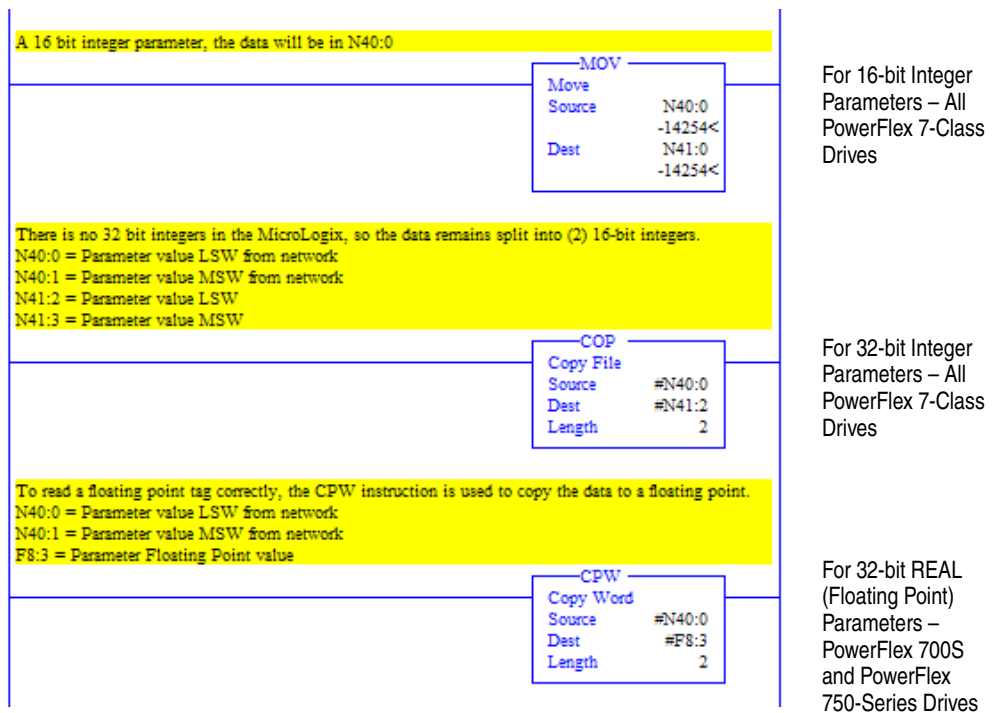 A 16 bit integer parameter, the data will be in N40:0
MOV
Move
Source N40:0
-14254<
Dest N41:0
-14254<
For 16-bit Integer
Parameters – All
PowerFlex 7-Class
Drives
There is no 32 bit integers in the MicroLogix, so the data remains split into (2) 16-bit integers.
N40:0 = Parameter value LSW from network
N40:1 = Parameter value MSW from network
N41:2 = Parameter value LSW
N41:3 = Parameter value MSW
COP
Copy File
Source #N40:0
Dest #N41:2
Length 2
For 32-bit Integer
Parameters – All
PowerFlex 7-Class
Drives
To read a floating point tag correctly, the CPW instruction is used to copy the data to a floating point.
N40:0 = Parameter value LSW from network
N40:1 = Parameter value MSW from network
F8:3 = Parameter Floating Point value
CPW
Copy Word
Source #N40:0
Dest #F8:3
Length 2
For 32-bit REAL
(Floating Point)
Parameters –
PowerFlex 700S
and PowerFlex
750-Series Drives